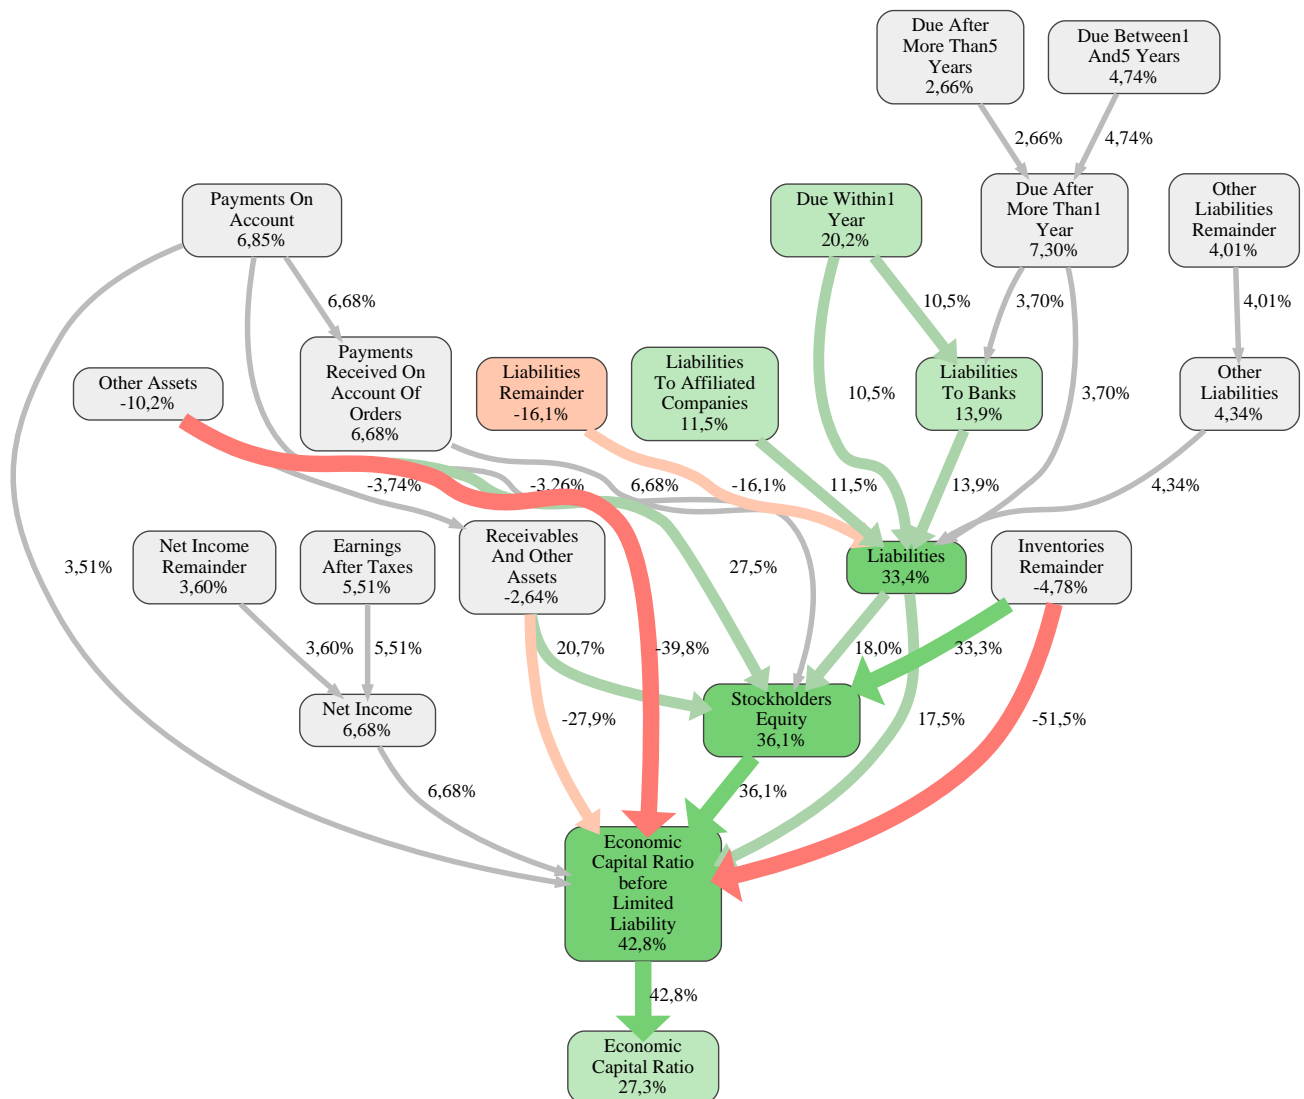 Due After
More Than5
Years
2,66%
Due Between1
And5 Years
4,74%
2,66%
4,74%
Payments On
Account
6,85%
Due Within1
Year
20,2%
Due After
More Than1
Year
7,30%
Other
Liabilities
Remainder
4,01%
6,68%
10,5%
3,70%
4,01%
Other Assets
-10,2%
Payments
Received On
Account Of
Orders
6,68%
Liabilities
Remainder
-16,1%
Liabilities
To Affiliated
Companies
11,5%
10,5%
Liabilities
To Banks
13,9%
3,70%
Other
Liabilities
4,34%
-3,74%
-3,26%
6,68%
-16,1%
11,5%
13,9%
4,34%
3,51%
Net Income
Remainder
3,60%
Earnings
After Taxes
5,51%
Receivables
And Other
Assets
-2,64%
27,5%
Liabilities
33,4%
Inventories
Remainder
-4,78%
3,60%
5,51%
20,7%
-39,8%
18,0%
33,3%
Net Income
6,68%
-27,9%
Stockholders
Equity
36,1%
17,5%
-51,5%
6,68%
36,1%
Economic
Capital Ratio
before
Limited
Liability
42,8%
42,8%
Economic
Capital Ratio
27,3%